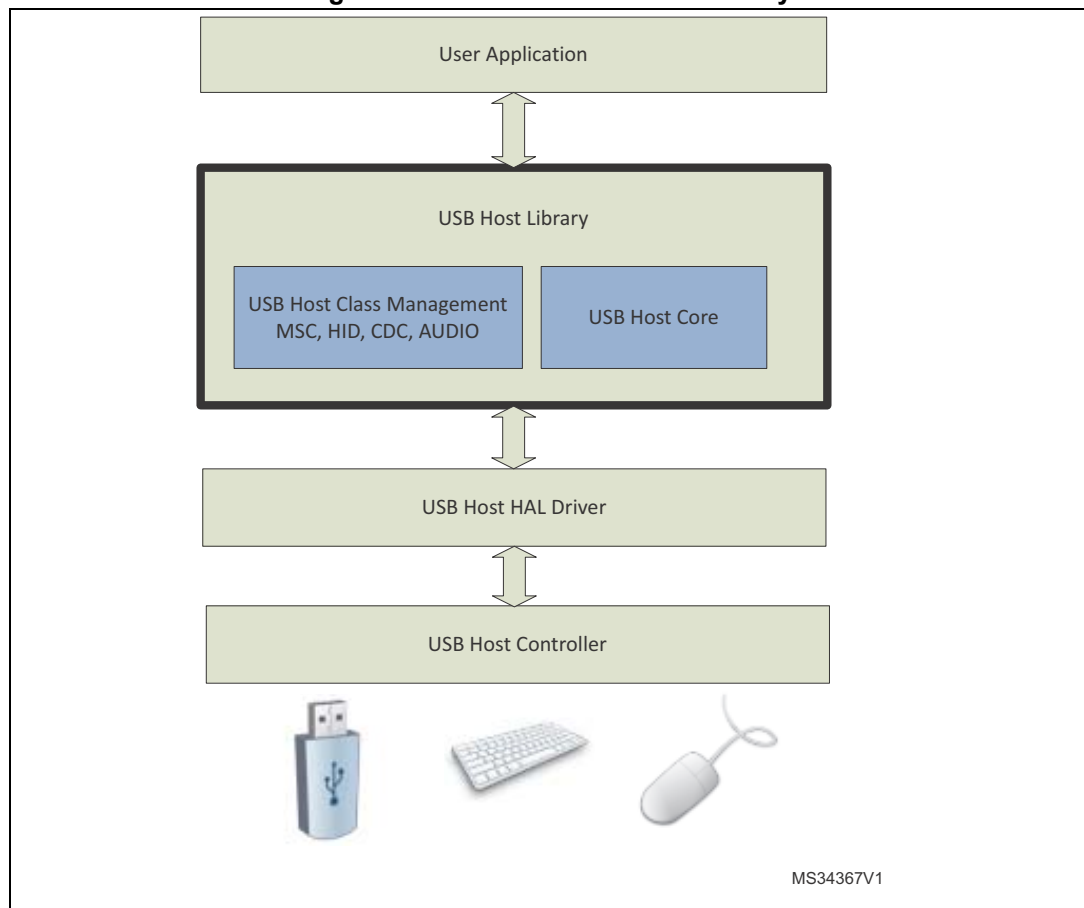 User Application
USB Host Library
USB Host Class Management
MSC, HID, CDC, AUDIO
USB Host Core
USB Host HAL Driver
USB Host Controller
MS34367V1